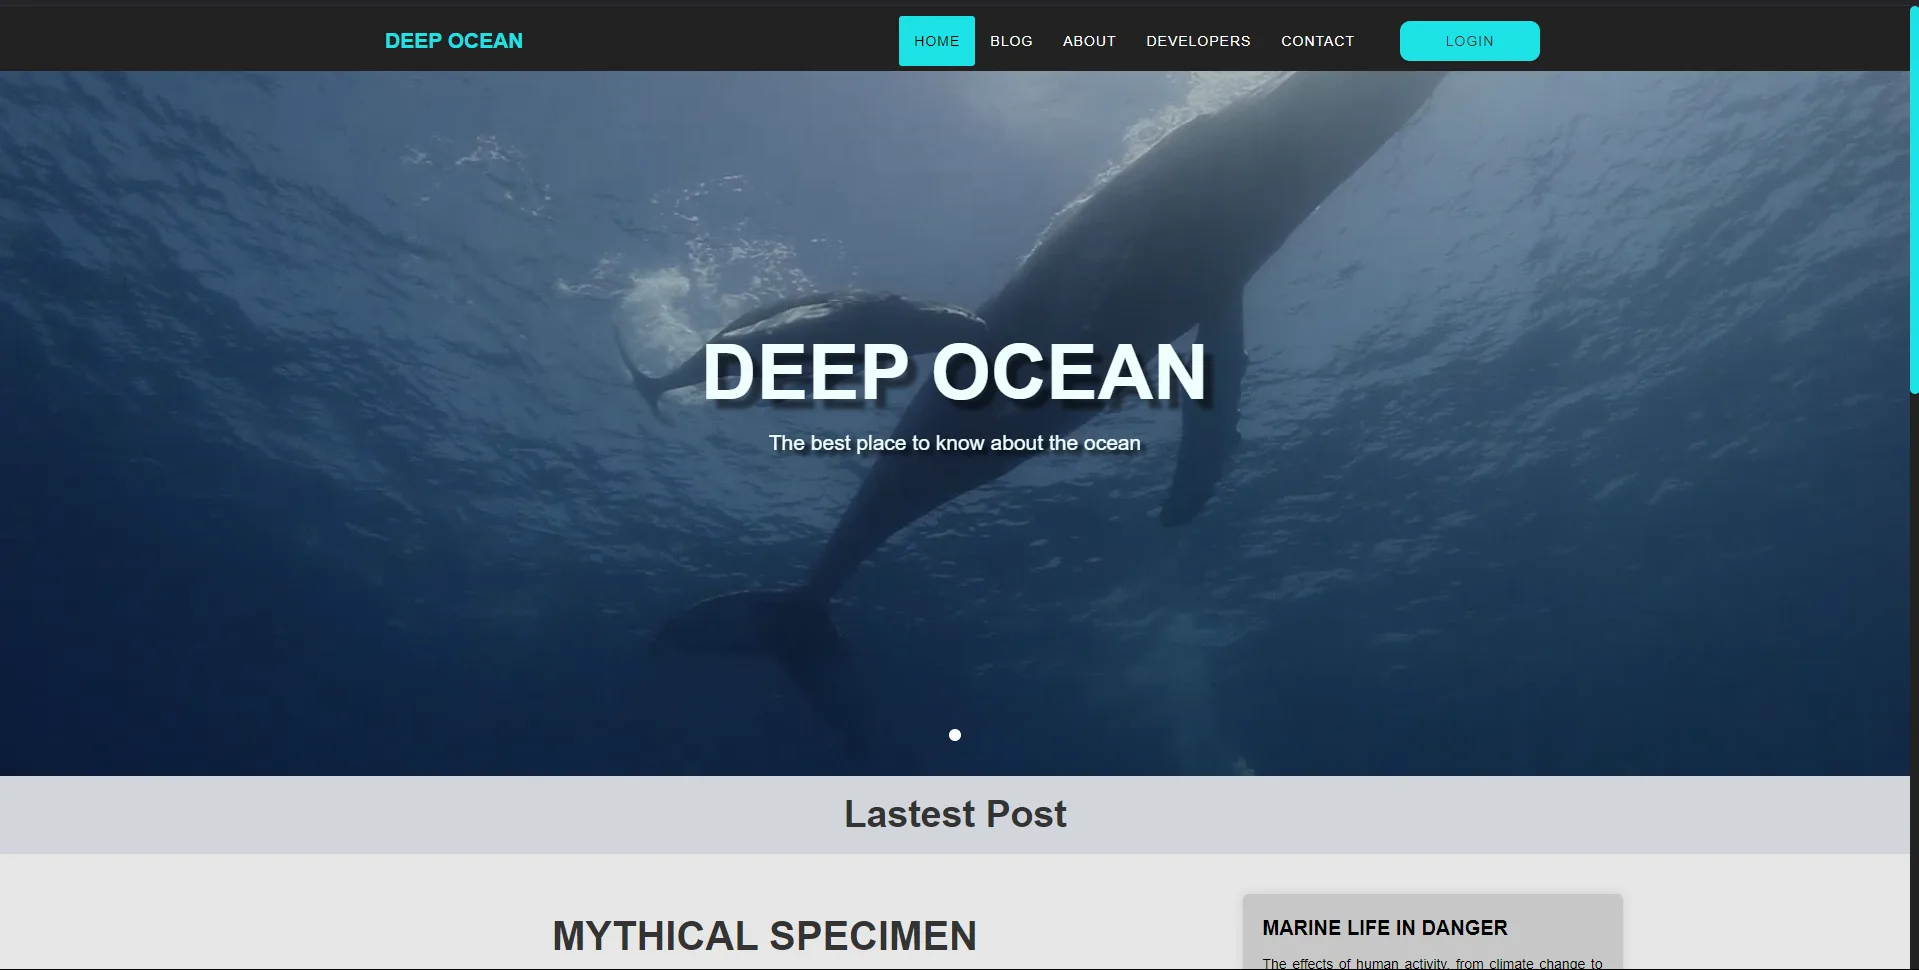 DEEP OCEAN
HOME BLOG ABOUT DEVELOPERS CONTACT LOGIN
DEEP OCEAN
The best place to know about the ocean
Lastest Post
MYTHICAL SPECIMEN
MARINE LIFE IN DANGER
The effects of human activity, from climate change to